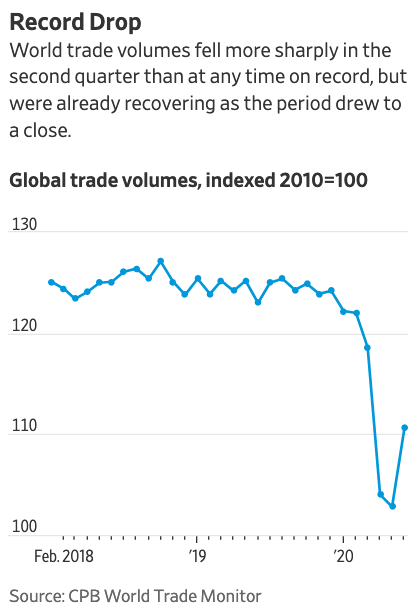 Record Drop
World trade volumes fell more sharply in the
second quarter than at any time on record, but
were already recovering as the period drew to
a close.
Global trade volumes, indexed 2010=100
130
120
110
100
Feb. 2018 ’19 ’20
Source: CPB World Trade Monitor